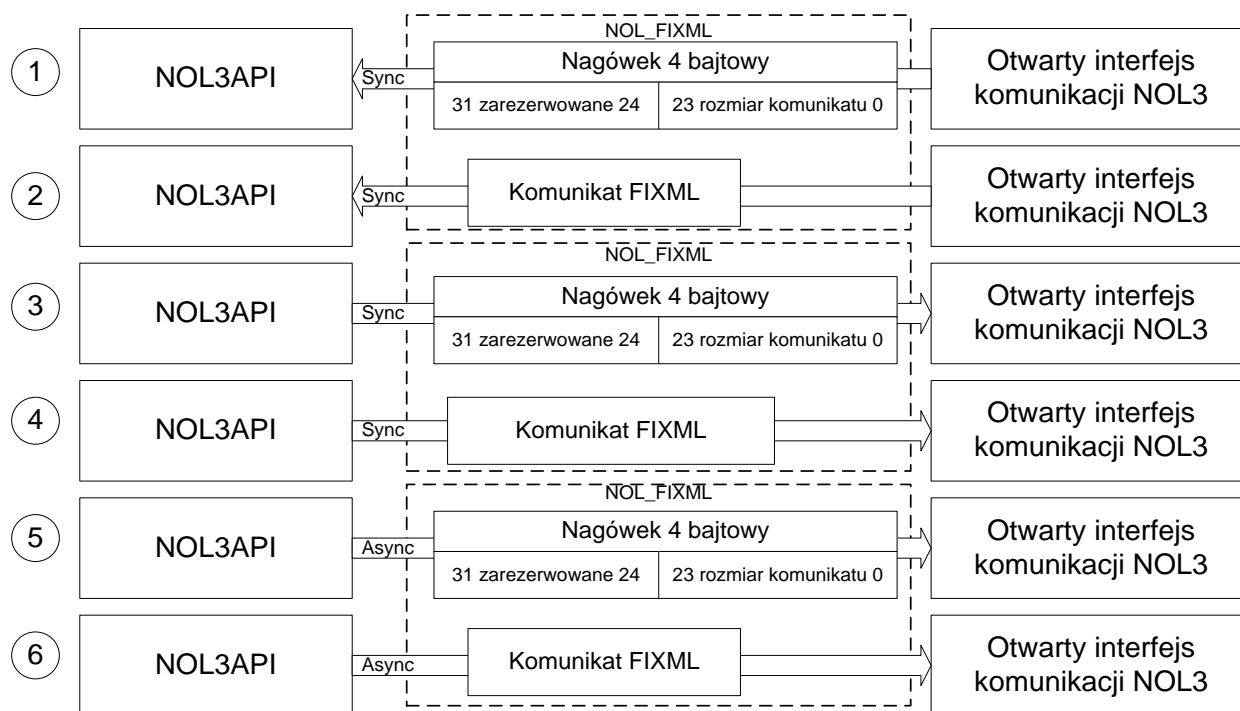 NOL_FIXML
1
NOL3API
Sync
Nagówek 4 bajtowy
31 zarezerwowane 24
23 rozmiar komunikatu 0
Otwarty interfejs
komunikacji NOL3
2
NOL3API
Sync
Komunikat FIXML
Otwarty interfejs
komunikacji NOL3
NOL_FIXML
3
NOL3API
Sync
Nagówek 4 bajtowy
31 zarezerwowane 24
23 rozmiar komunikatu 0
Otwarty interfejs
komunikacji NOL3
4
NOL3API
Sync
Komunikat FIXML
Otwarty interfejs
komunikacji NOL3
NOL_FIXML
5
NOL3API
Async
Nagówek 4 bajtowy
31 zarezerwowane 24
23 rozmiar komunikatu 0
Otwarty interfejs
komunikacji NOL3
6
NOL3API
Async
Komunikat FIXML
Otwarty interfejs
komunikacji NOL3